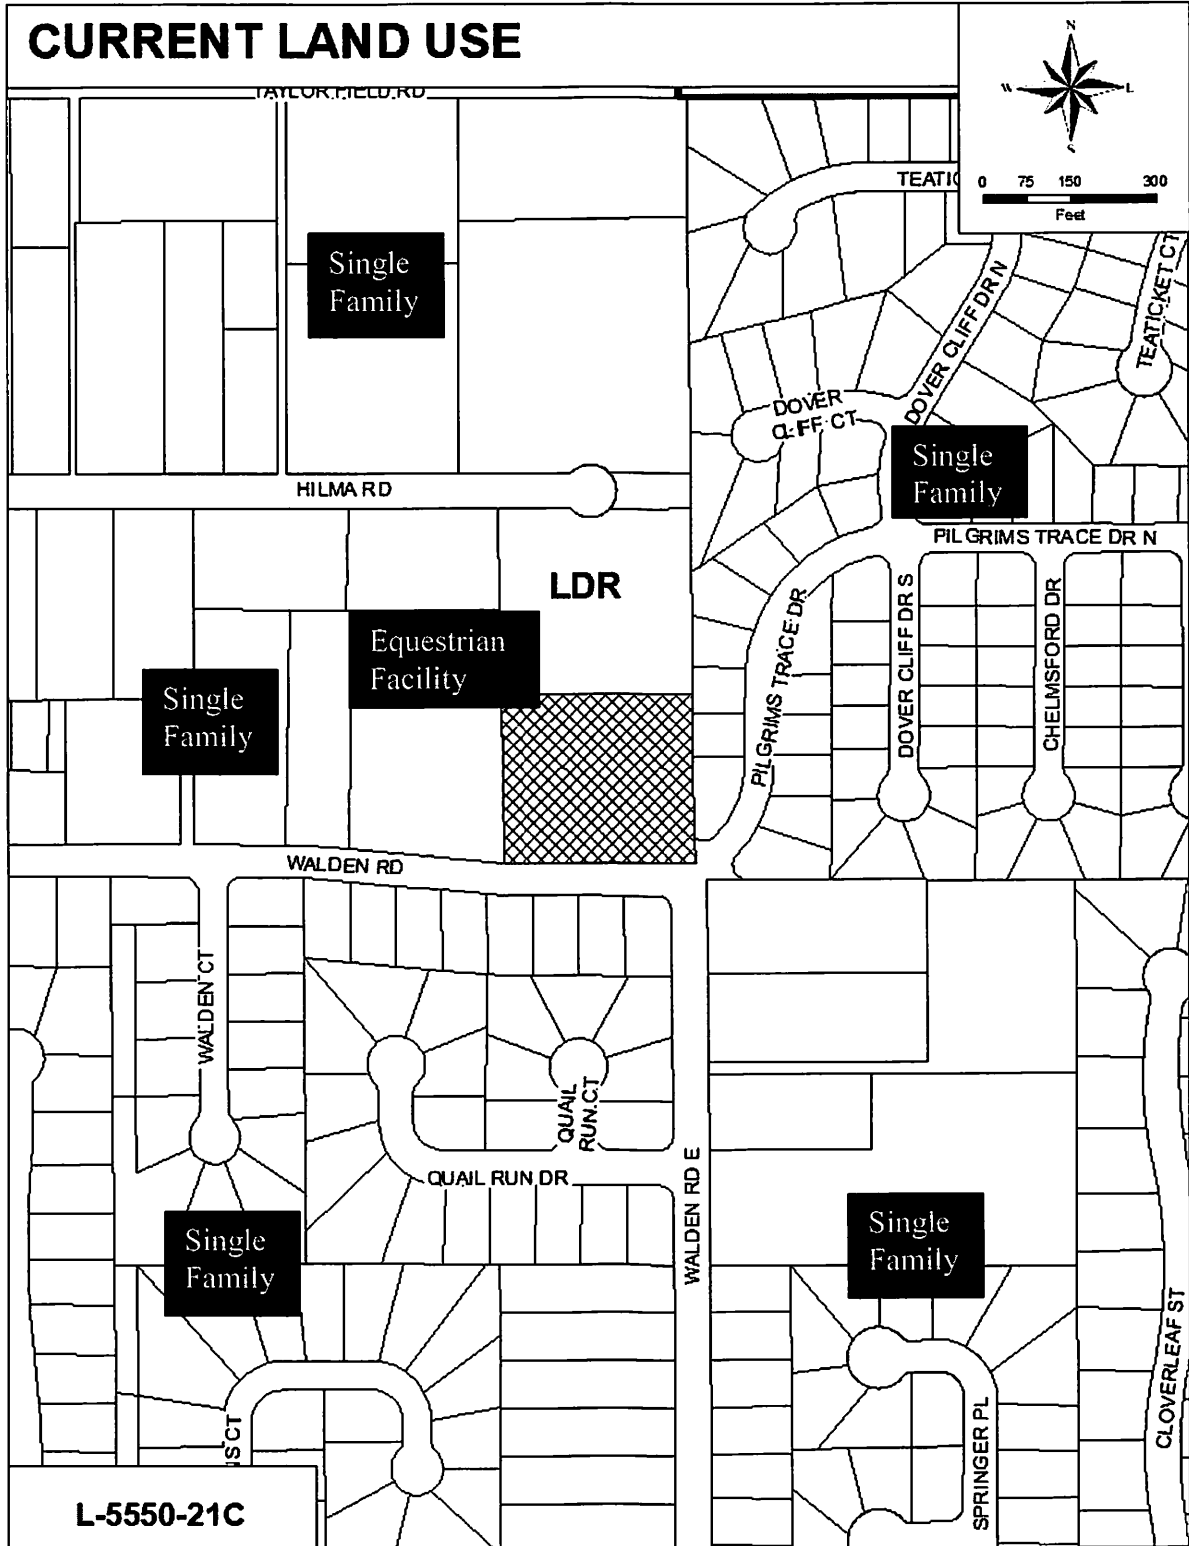 CURRENT LAND USE
N
W
L
S
0 75 150 300
Feet
TAYLOR FIELD RD
Single
Family
DOVER CLIFF DR N
TEATICKET CT
DOVER
CLIFF CT
Single
Family
HILMA RD
PILGRIMS TRACE DR N
LDR
Equestrian
Facility
Single
Family
PILGRIMS TRACE DR
DOVER CLIFF DR S
CHELMSFORD DR
WALDEN RD
WALDEN CT
QUAIL
RUN CT
QUAIL RUN DR
WALDEN RD E
Single
Family
Single
Family
CLOVERLEAF ST
SPRINGER PL
L-5550-21C